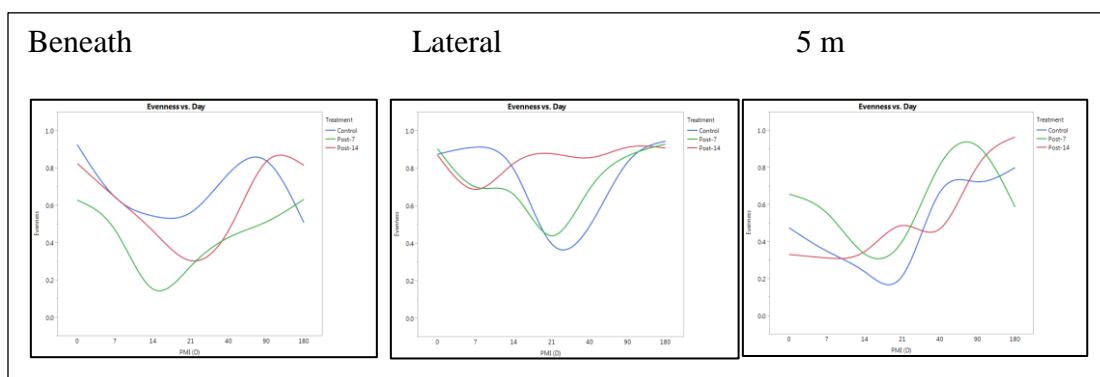 Beneath Lateral 5 m
Evenness vs. Day
Treatment
Control
Post-7
Post-14
1.0
0.8
0.6
0.4
0.2
0.0
Evenness
0 7 14 21 40 90 180
PMI (D)
Evenness vs. Day
Treatment
Control
Post-7
Post-14
1.0
0.8
0.6
0.4
0.2
0.0
Evenness
0 7 14 21 40 90 180
PMI (D)
Evenness vs. Day
Treatment
Control
Post-7
Post-14
1.0
0.8
0.6
0.4
0.2
0.0
Evenness
0 7 14 21 40 90 180
PMI (D)